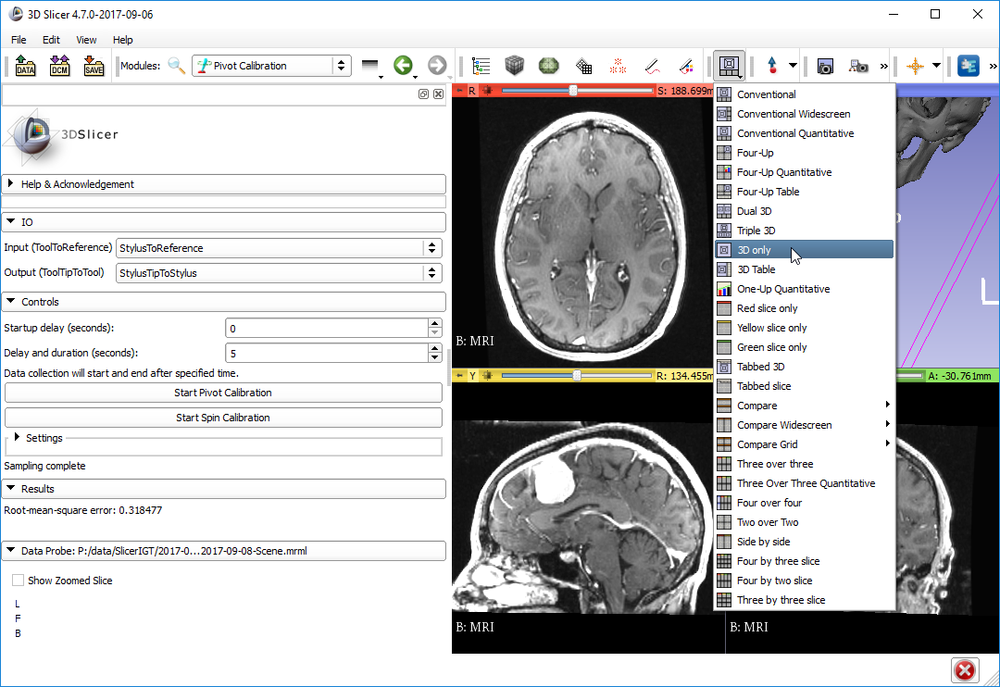 3D Slicer 4.7.0-2017-09-06
File Edit View Help
DATA DCM SAVE Modules: Pivot Calibration
3DSlicer
Help & Acknowledgement
IO
Input (ToolToReference) StylusToReference
Output (ToolTipToTool) StylusTipToStylus
Controls
Startup delay (seconds): 0
Delay and duration (seconds): 5
Data collection will start and end after specified time.
Start Pivot Calibration
Start Spin Calibration
Settings
Sampling complete
Results
Root-mean-square error: 0.318477
Data Probe: P:/data/SlicerIGT/2017-0...2017-09-08-Scene.mrml
Show Zoomed Slice
L
F
B
R S: 188.699m
B: MRI
Y R: 134.455m
B: MRI
Conventional
Conventional Widescreen
Conventional Quantitative
Four-Up
Four-Up Quantitative
Four-Up Table
Dual 3D
Triple 3D
3D only
3D Table
One-Up Quantitative
Red slice only
Yellow slice only
Green slice only
Tabbed 3D
Tabbed slice
Compare
Compare Widescreen
Compare Grid
Three over three
Three Over Three Quantitative
Four over four
Two over Two
Side by side
Four by three slice
Four by two slice
Three by three slice
L
A: -30.761mm
B: MRI